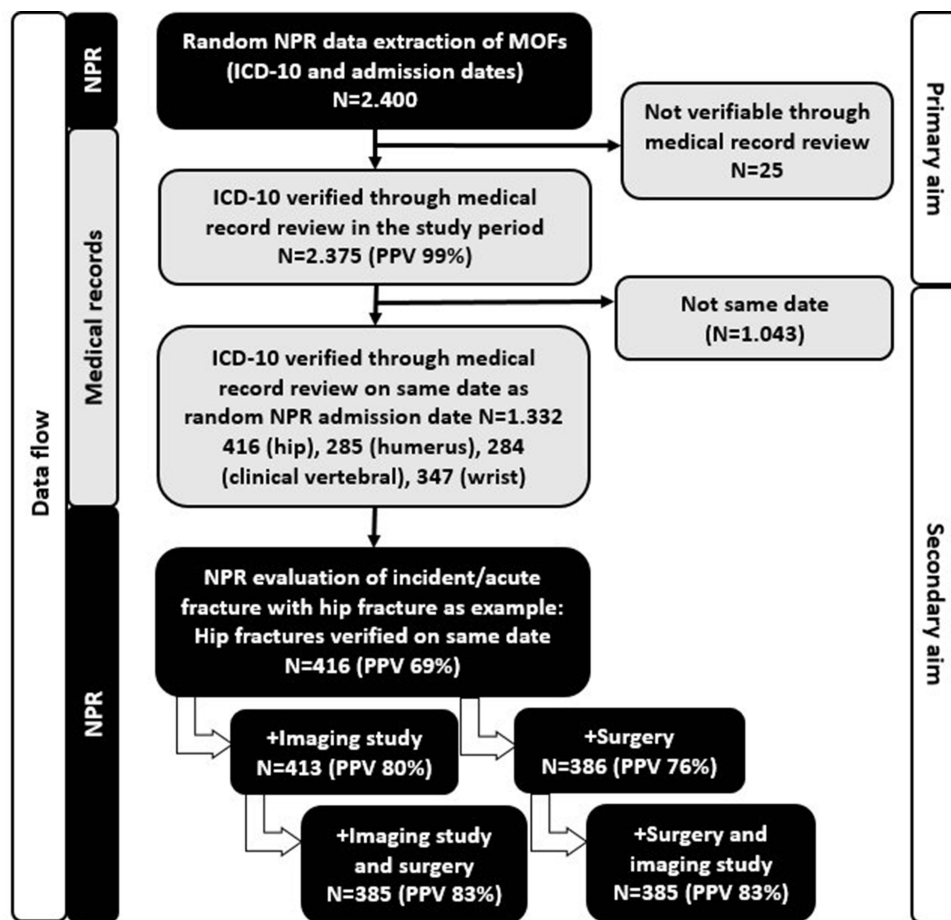 Data flow
NPR
Medical records
NPR
Random NPR data extraction of MOFs
(ICD-10 and admission dates)
N=2.400
Not verifiable through
medical record review
N=25
ICD-10 verified through medical
record review in the study period
N=2.375 (PPV 99%)
Not same date
(N=1.043)
ICD-10 verified through medical
record review on same date as
random NPR admission date N=1.332
416 (hip), 285 (humerus), 284
(clinical vertebral), 347 (wrist)
NPR evaluation of incident/acute
fracture with hip fracture as example:
Hip fractures verified on same date
N=416 (PPV 69%)
+Imaging study
N=413 (PPV 80%)
+Surgery
N=386 (PPV 76%)
+Imaging study
and surgery
N=385 (PPV 83%)
+Surgery and
imaging study
N=385 (PPV 83%)
Primary aim
Secondary aim